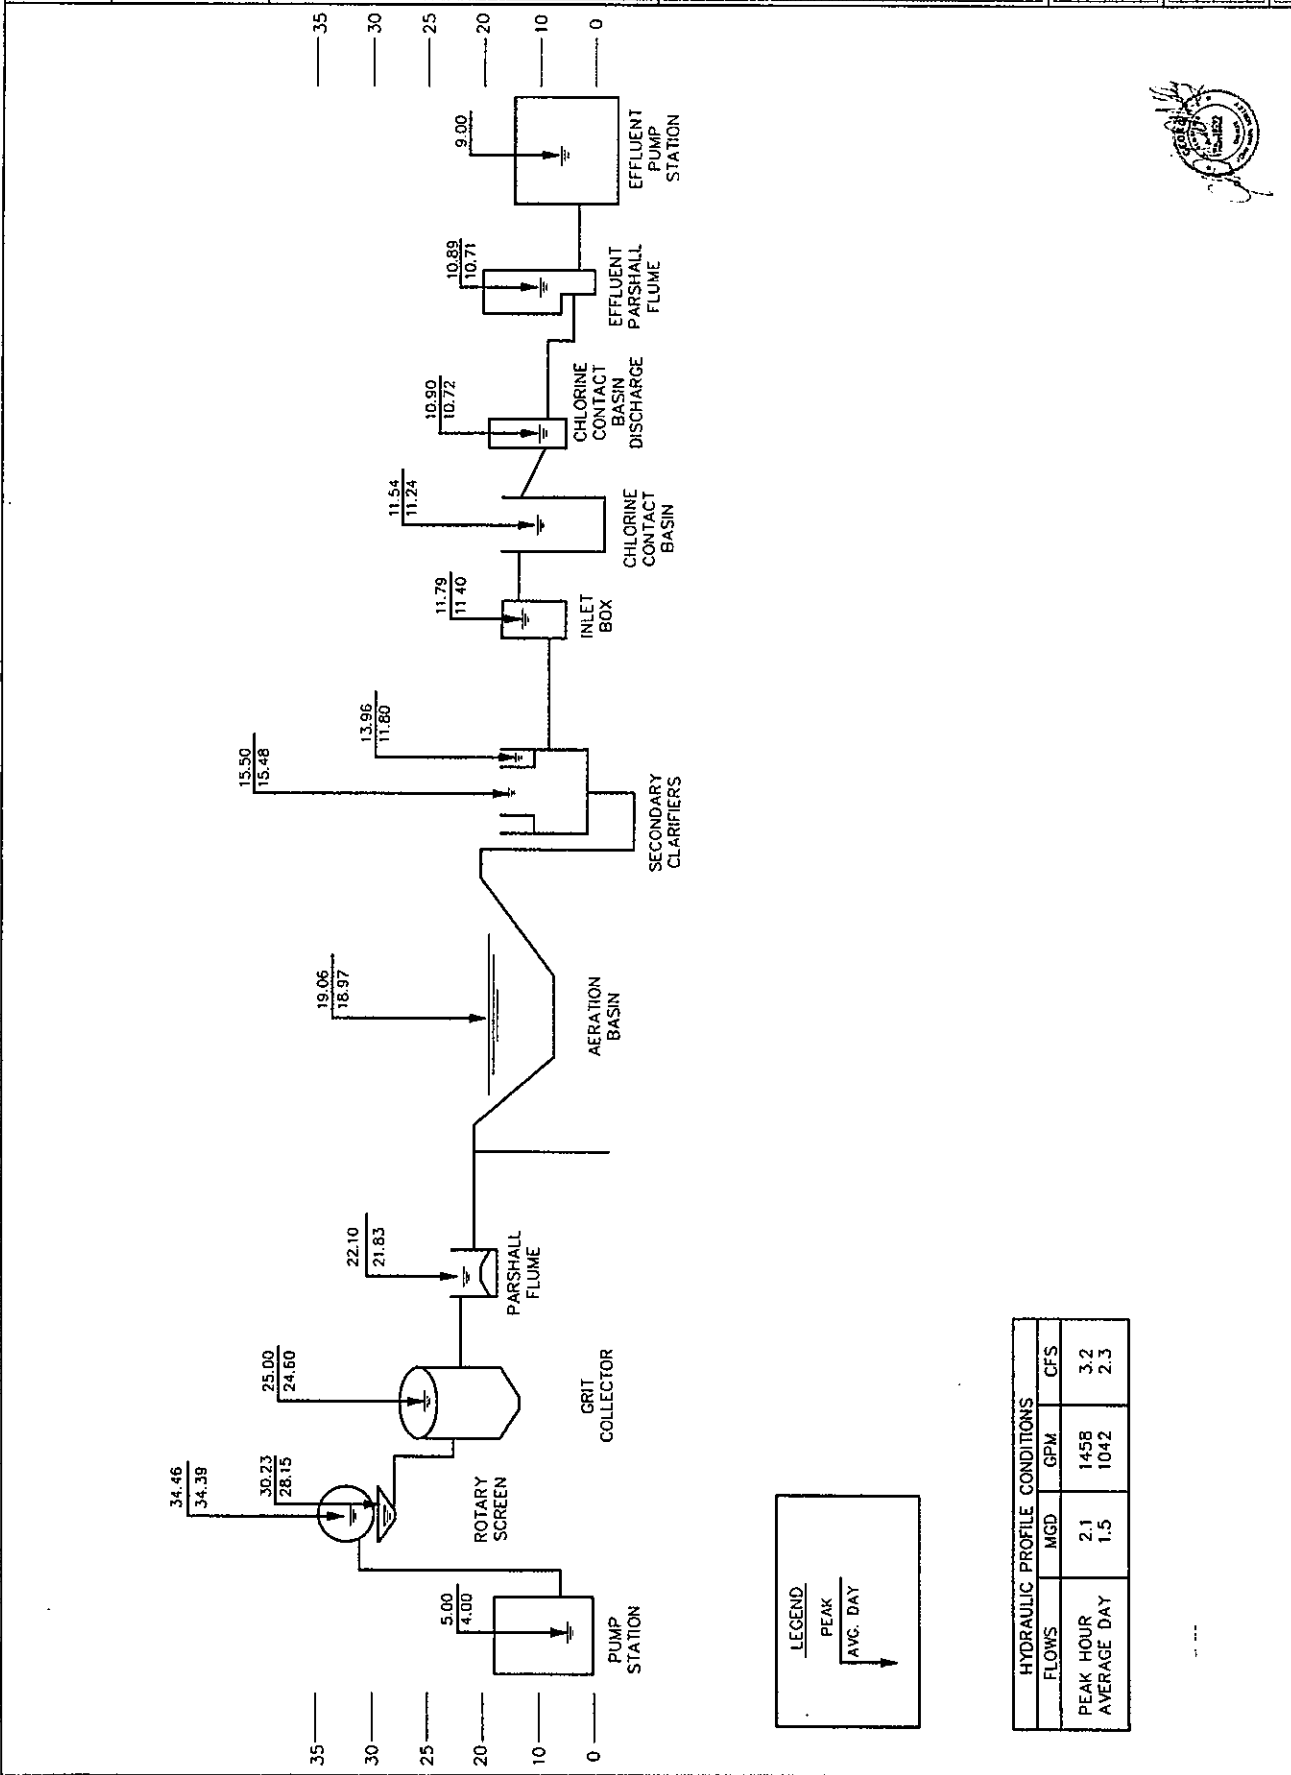 35
30
25
20
10
0
5.00
4.00
PUMP
STATION
34.46
34.39
30.23
28.15
ROTARY
SCREEN
25.00
24.60
GRIT
COLLECTOR
22.10
21.83
PARSHALL
FLUME
19.06
18.97
AERATION
BASIN
15.50
15.48
13.96
11.80
SECONDARY
CLARIFIERS
11.79
11.40
INLET
BOX
11.54
11.24
CHLORINE
CONTACT
BASIN
10.90
10.72
CHLORINE
CONTACT
BASIN
DISCHARGE
10.89
10.71
EFFLUENT
PARSHALL
FLUME
9.00
EFFLUENT
PUMP
STATION
35
30
25
20
10
0
LEGEND
PEAK
AVG. DAY
HYDRAULIC PROFILE CONDITIONS
FLOWS MGD GPM CFS
PEAK HOUR 2.1 1458 3.2
AVERAGE DAY 1.5 1042 2.3